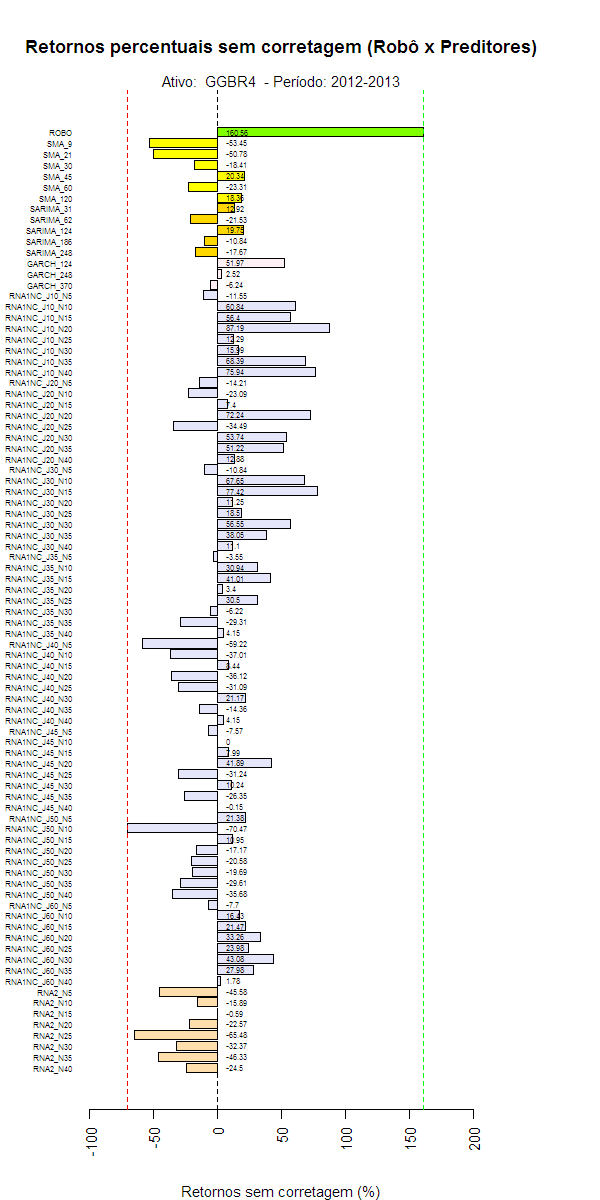 Retornos percentuais sem corretagem (Robô x Preditores)
Ativo: GGBR4 - Período: 2012-2013
ROBO 160.56
SMA_9 -53.45
SMA_21 -50.78
SMA_30 -18.41
SMA_45 20.34
SMA_60 -23.31
SMA_120 18.36
SARIMA_31 12.92
SARIMA_62 -21.53
SARIMA_124 19.75
SARIMA_186 -10.84
SARIMA_248 -17.67
GARCH_124 51.97
GARCH_248 2.52
GARCH_370 -6.24
RNA1NC_J10_N5 -11.55
RNA1NC_J10_N10 60.84
RNA1NC_J10_N15 56.4
RNA1NC_J10_N20 87.19
RNA1NC_J10_N25 12.29
RNA1NC_J10_N30 15.99
RNA1NC_J10_N35 68.39
RNA1NC_J10_N40 75.94
RNA1NC_J20_N5 -14.21
RNA1NC_J20_N10 -23.09
RNA1NC_J20_N15 7.4
RNA1NC_J20_N20 72.24
RNA1NC_J20_N25 -34.49
RNA1NC_J20_N30 53.74
RNA1NC_J20_N35 51.22
RNA1NC_J20_N40 12.88
RNA1NC_J30_N5 -10.84
RNA1NC_J30_N10 67.65
RNA1NC_J30_N15 77.42
RNA1NC_J30_N20 11.25
RNA1NC_J30_N25 18.5
RNA1NC_J30_N30 56.55
RNA1NC_J30_N35 38.05
RNA1NC_J30_N40 11.1
RNA1NC_J35_N5 -3.55
RNA1NC_J35_N10 30.94
RNA1NC_J35_N15 41.01
RNA1NC_J35_N20 3.4
RNA1NC_J35_N25 30.5
RNA1NC_J35_N30 -6.22
RNA1NC_J35_N35 -29.31
RNA1NC_J35_N40 4.15
RNA1NC_J40_N5 -59.22
RNA1NC_J40_N10 -37.01
RNA1NC_J40_N15 8.44
RNA1NC_J40_N20 -36.12
RNA1NC_J40_N25 -31.09
RNA1NC_J40_N30 21.17
RNA1NC_J40_N35 -14.36
RNA1NC_J40_N40 4.15
RNA1NC_J45_N5 -7.57
RNA1NC_J45_N10 0
RNA1NC_J45_N15 7.99
RNA1NC_J45_N20 41.89
RNA1NC_J45_N25 -31.24
RNA1NC_J45_N30 10.24
RNA1NC_J45_N35 -26.35
RNA1NC_J45_N40 -0.15
RNA1NC_J50_N5 21.38
RNA1NC_J50_N10 -70.47
RNA1NC_J50_N15 10.95
RNA1NC_J50_N20 -17.17
RNA1NC_J50_N25 -20.58
RNA1NC_J50_N30 -19.69
RNA1NC_J50_N35 -29.61
RNA1NC_J50_N40 -35.68
RNA1NC_J60_N5 -7.7
RNA1NC_J60_N10 16.43
RNA1NC_J60_N15 21.47
RNA1NC_J60_N20 33.26
RNA1NC_J60_N25 23.98
RNA1NC_J60_N30 43.08
RNA1NC_J60_N35 27.98
RNA1NC_J60_N40 1.78
RNA2_N5 -45.58
RNA2_N10 -15.89
RNA2_N15 -0.59
RNA2_N20 -22.57
RNA2_N25 -65.48
RNA2_N30 -32.37
RNA2_N35 -46.33
RNA2_N40 -24.5
-100 -50 0 50 100 150 200
Retornos sem corretagem (%)